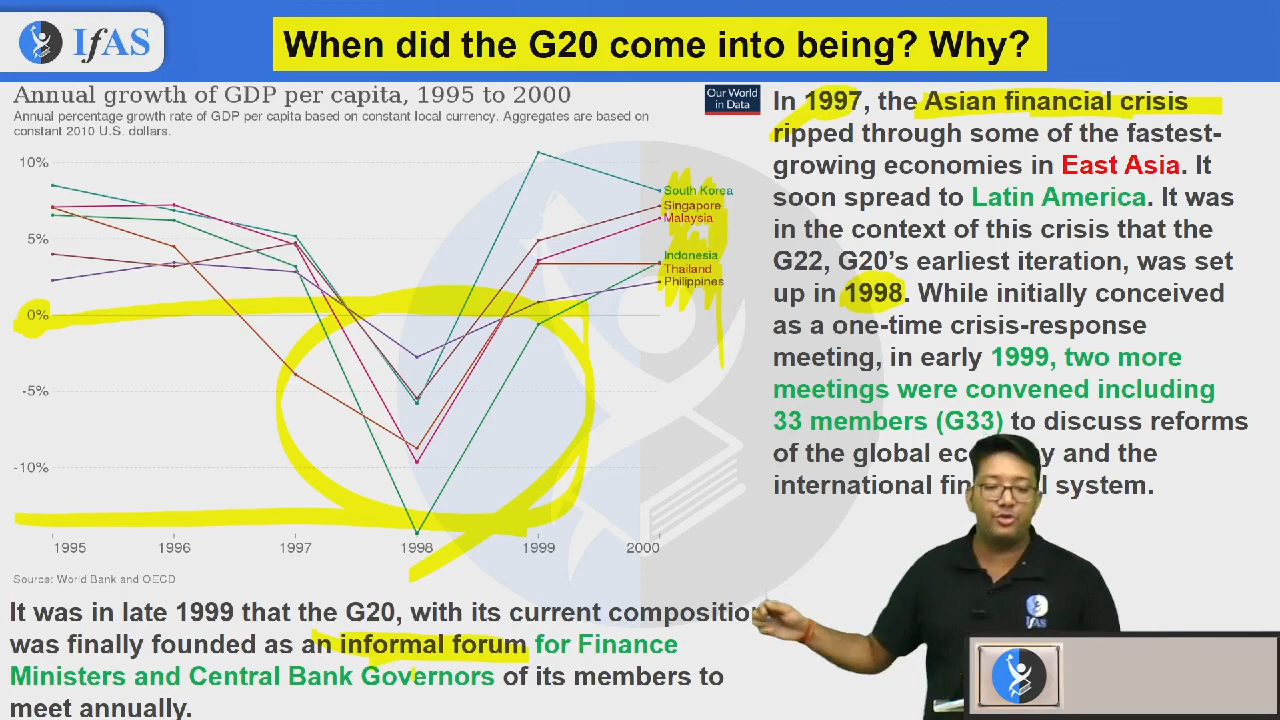 IfAS
When did the G20 come into being? Why?
Annual growth of GDP per capita, 1995 to 2000
Annual percentage growth rate of GDP per capita based on constant local currency. Aggregates are based on
constant 2010 U.S. dollars.
Our World
in Data
10%
5%
0%
-5%
-10%
South Korea
Singapore
Malaysia
Indonesia
Thailand
Philippines
1995
1996
1997
1998
1999
2000
Source: World Bank and OECD
In 1997, the Asian financial crisis
ripped through some of the fastest-
growing economies in East Asia. It
soon spread to Latin America. It was
in the context of this crisis that the
G22, G20's earliest iteration, was set
up in 1998. While initially conceived
as a one-time crisis-response
meeting, in early 1999, two more
meetings were convened including
33 members (G33) to discuss reforms
of the global and the
international system.
It was in late 1999 that the G20, with its current
was finally founded as an informal forum for Finance
Ministers and Central Bank Governors of its members to
meet annually.
IfAS